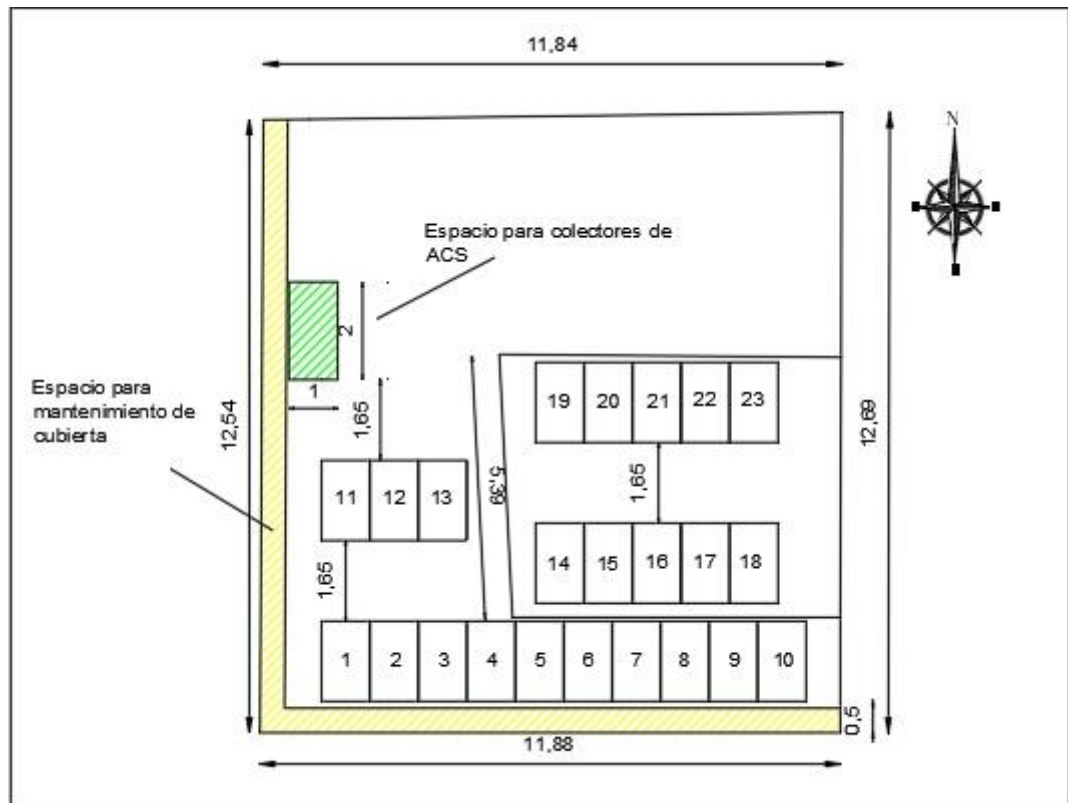 11,84
N
Espacio para colectores de
ACS
2
1
Espacio para
mantenimiento de
cubierta
12,54
1,65
5,39
12,69
19 20 21 22 23
11 12 13
1,65
1,65
14 15 16 17 18
1 2 3 4 5 6 7 8 9 10
0,5
11,88